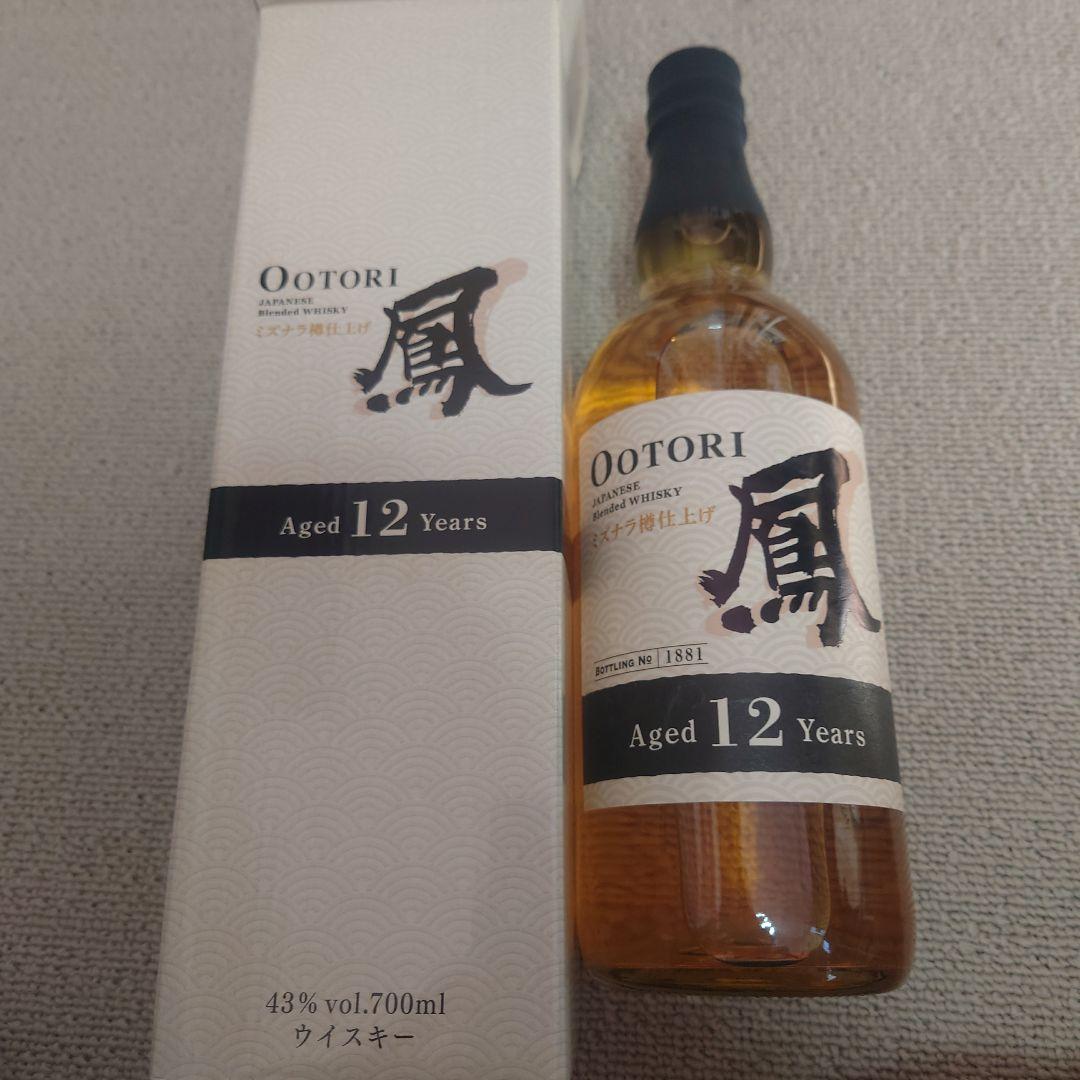 OOTORI
JAPANESE
Blended WHISKY
ミズナラ樽仕上げ
鳳
Aged 12 Years
43% vol.700ml
ウイスキー
OOTORI
JAPANESE
Blended WHISKY
ミズナラ樽仕上げ
鳳
BOTTLING No 1881
Aged 12 Years